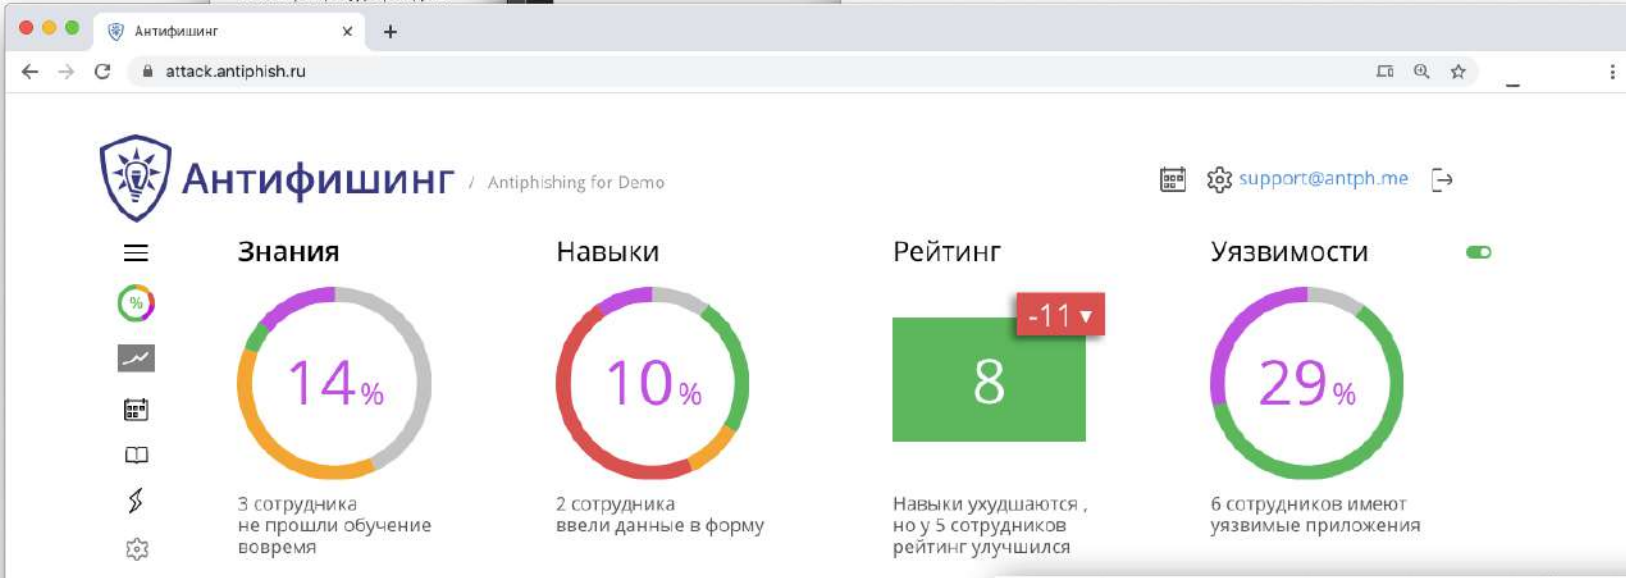 Антифишинг
attack.antiphish.ru
Антифишинг / Antiphishing for Demo
support@antph.me
Знания
14%
3 сотрудника
не прошли обучение
вовремя
Навыки
10%
2 сотрудника
ввели данные в форму
Рейтинг
-11 ▼
8
Навыки ухудшаются ,
но у 5 сотрудников
рейтинг улучшился
Уязвимости
29%
6 сотрудников имеют
уязвимые приложения
%